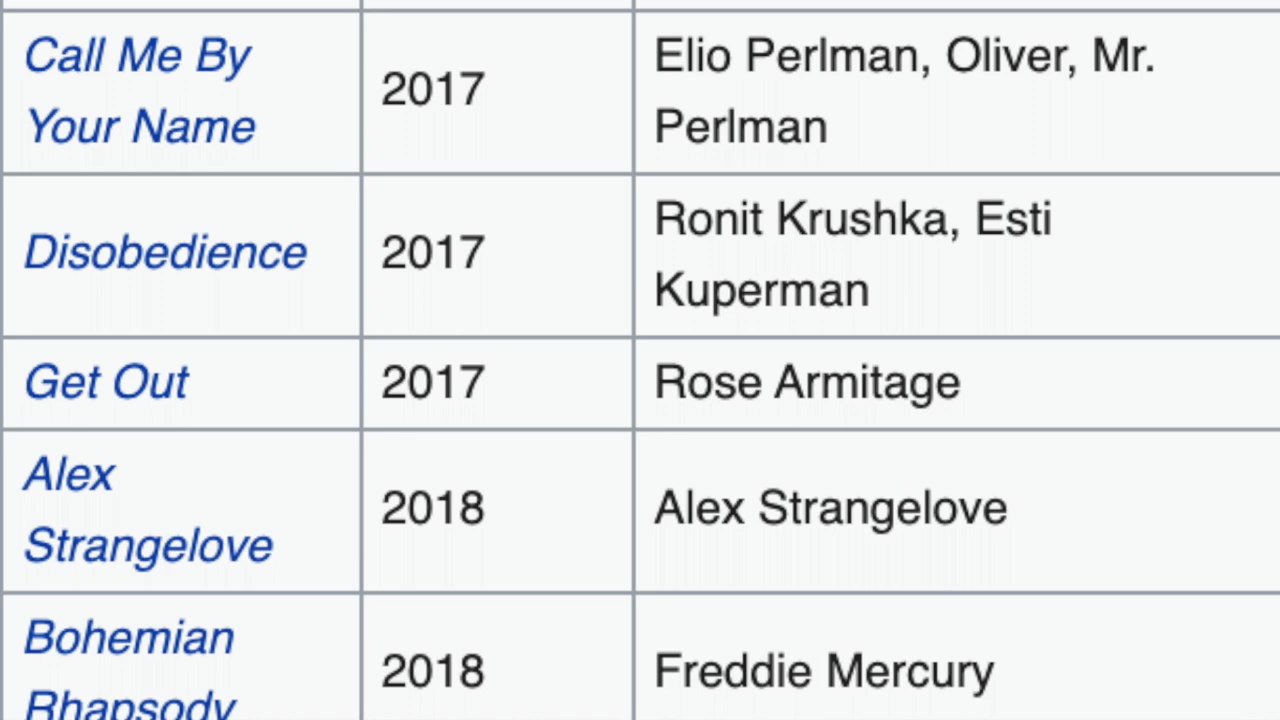 Call Me By
Your Name
2017
Elio Perlman, Oliver, Mr.
Perlman
Disobedience
2017
Ronit Krushka, Esti
Kuperman
Get Out
2017
Rose Armitage
Alex
Strangelove
2018
Alex Strangelove
Bohemian
Rhapsody
2018
Freddie Mercury